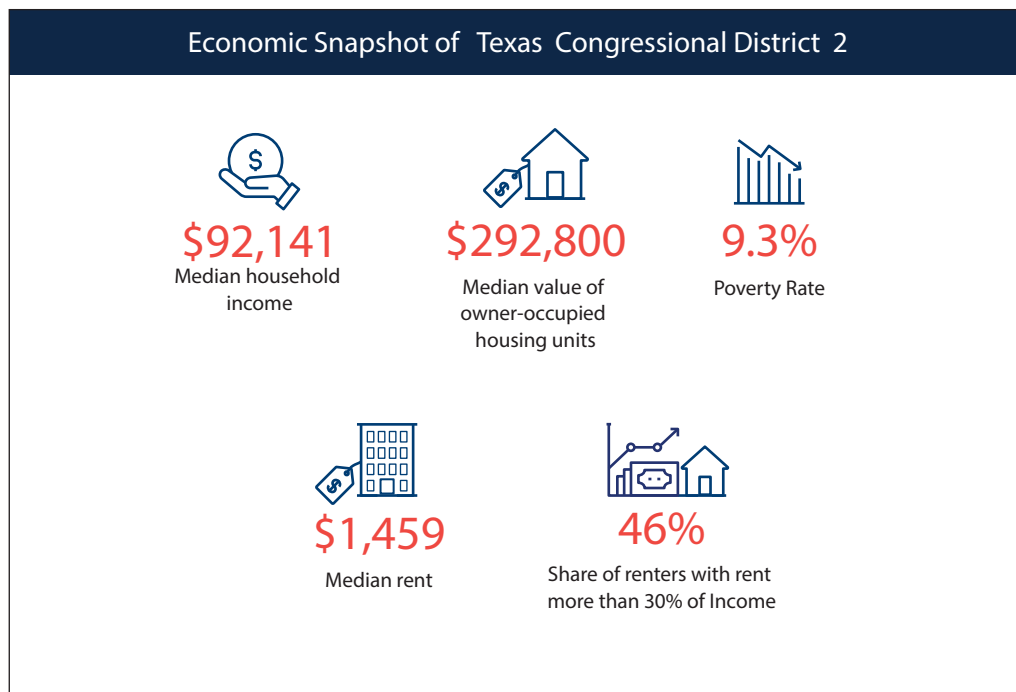 Economic Snapshot of Texas Congressional District 2
$
$
$92,141
Median household
income
$292,800
Median value of
owner-occupied
housing units
9.3%
Poverty Rate
$
$1,459
Median rent
46%
Share of renters with rent
more than 30% of Income